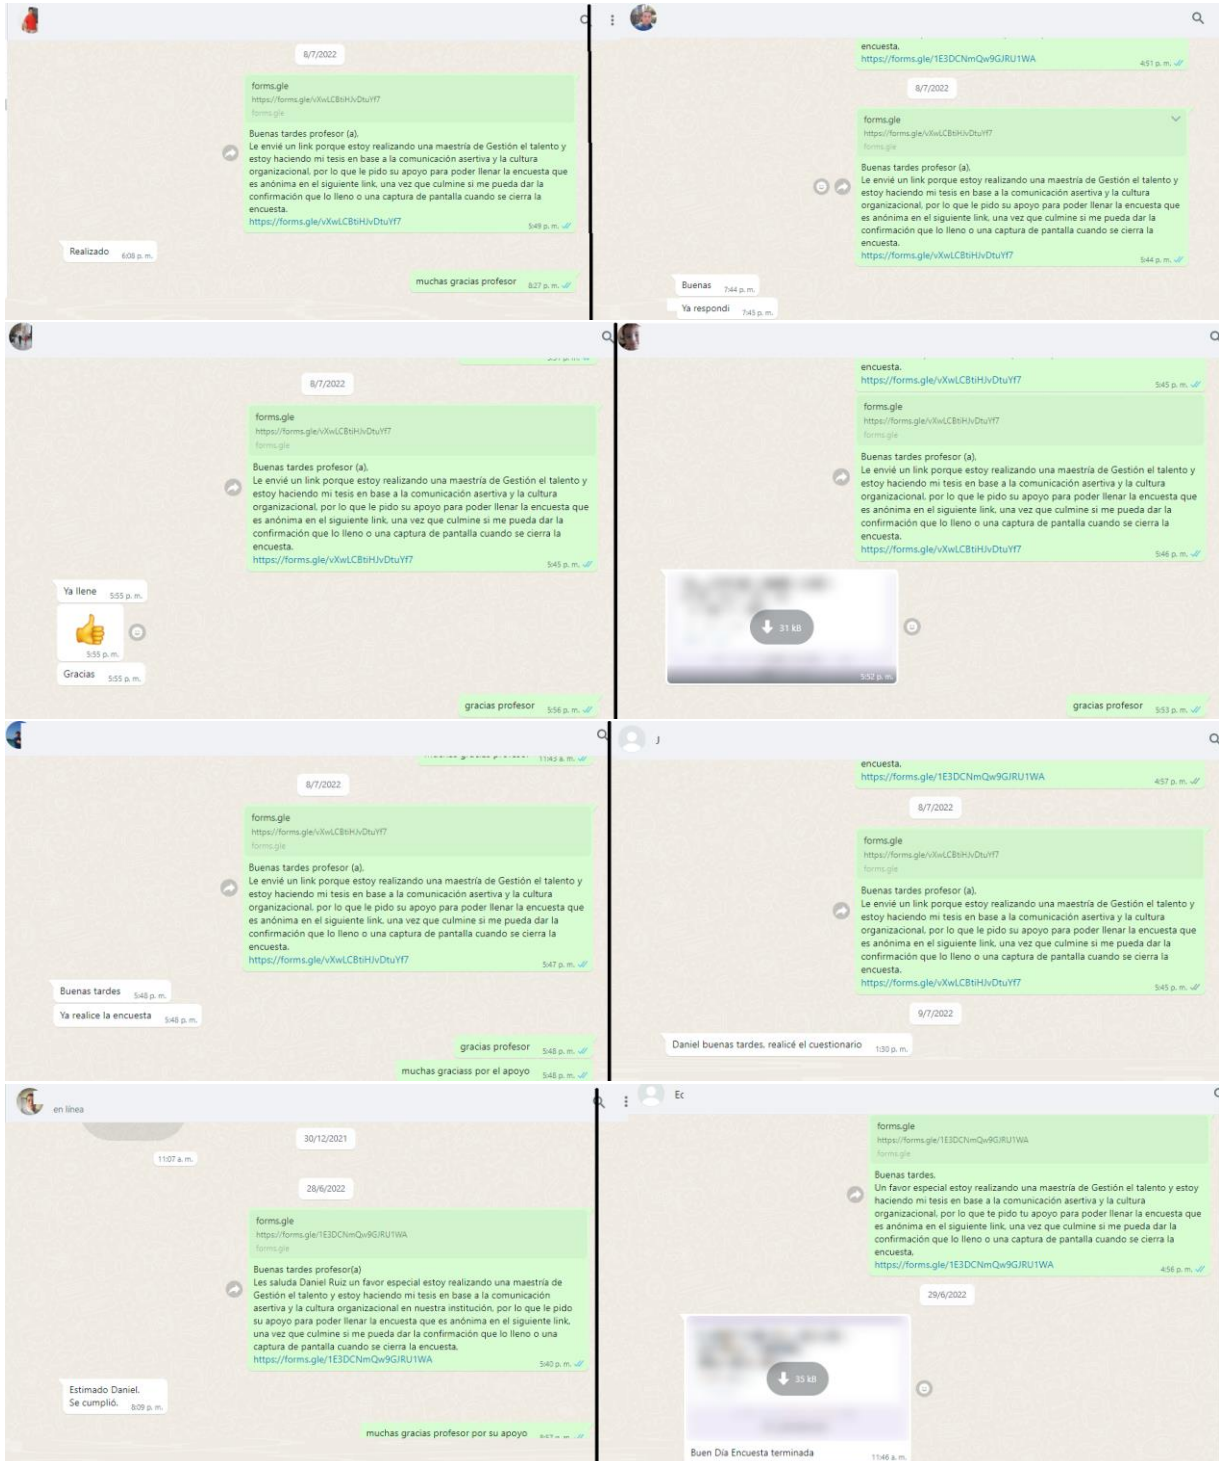 8/7/2022
forms.gle
https://forms.gle/vXwLCBtiHJvDtuYf7
forms.gle
Buenas tardes profesor (a).
Le envié un link porque estoy realizando una maestría de Gestión el talento y
estoy haciendo mi tesis en base a la comunicación asertiva y la cultura
organizacional, por lo que le pido su apoyo para poder llenar la encuesta que
es anónima en el siguiente link, una vez que culmine si me pueda dar la
confirmación que lo lleno o una captura de pantalla cuando se cierra la
encuesta.
https://forms.gle/vXwLCBtiHJvDtuYf7
5:49 p. m.
Realizado 6:08 p. m.
muchas gracias profesor 8:27 p. m.
encuesta.
https://forms.gle/1E3DCNmQw9GJRU1WA
4:51 p. m.
8/7/2022
forms.gle
https://forms.gle/vXwLCBtiHJvDtuYf7
forms.gle
Buenas tardes profesor (a).
Le envié un link porque estoy realizando una maestría de Gestión el talento y
estoy haciendo mi tesis en base a la comunicación asertiva y la cultura
organizacional, por lo que le pido su apoyo para poder llenar la encuesta que
es anónima en el siguiente link, una vez que culmine si me pueda dar la
confirmación que lo lleno o una captura de pantalla cuando se cierra la
encuesta.
https://forms.gle/vXwLCBtiHJvDtuYf7
5:44 p. m.
Buenas 7:44 p. m.
Ya respondi 7:45 p. m.
8/7/2022
forms.gle
https://forms.gle/vXwLCBtiHJvDtuYf7
forms.gle
Buenas tardes profesor (a).
Le envié un link porque estoy realizando una maestría de Gestión el talento y
estoy haciendo mi tesis en base a la comunicación asertiva y la cultura
organizacional, por lo que le pido su apoyo para poder llenar la encuesta que
es anónima en el siguiente link, una vez que culmine si me pueda dar la
confirmación que lo lleno o una captura de pantalla cuando se cierra la
encuesta.
https://forms.gle/vXwLCBtiHJvDtuYf7
5:45 p. m.
Ya llene 5:55 p. m.
5:55 p. m.
Gracias 5:55 p. m.
gracias profesor 5:56 p. m.
encuesta.
https://forms.gle/vXwLCBtiHJvDtuYf7
5:45 p. m.
forms.gle
https://forms.gle/vXwLCBtiHJvDtuYf7
forms.gle
Buenas tardes profesor (a).
Le envié un link porque estoy realizando una maestría de Gestión el talento y
estoy haciendo mi tesis en base a la comunicación asertiva y la cultura
organizacional, por lo que le pido su apoyo para poder llenar la encuesta que
es anónima en el siguiente link, una vez que culmine si me pueda dar la
confirmación que lo lleno o una captura de pantalla cuando se cierra la
encuesta.
https://forms.gle/vXwLCBtiHJvDtuYf7
5:46 p. m.
31 kB
5:52 p. m.
gracias profesor 5:53 p. m.
11:43 a. m.
8/7/2022
forms.gle
https://forms.gle/vXwLCBtiHJvDtuYf7
forms.gle
Buenas tardes profesor (a).
Le envié un link porque estoy realizando una maestría de Gestión el talento y
estoy haciendo mi tesis en base a la comunicación asertiva y la cultura
organizacional, por lo que le pido su apoyo para poder llenar la encuesta que
es anónima en el siguiente link, una vez que culmine si me pueda dar la
confirmación que lo lleno o una captura de pantalla cuando se cierra la
encuesta.
https://forms.gle/vXwLCBtiHJvDtuYf7
5:47 p. m.
Buenas tardes 5:48 p. m.
Ya realice la encuesta 5:48 p. m.
gracias profesor 5:48 p. m.
muchas graciass por el apoyo 5:48 p. m.
J
encuesta.
https://forms.gle/1E3DCNmQw9GJRU1WA
4:57 p. m.
8/7/2022
forms.gle
https://forms.gle/vXwLCBtiHJvDtuYf7
forms.gle
Buenas tardes profesor (a).
Le envié un link porque estoy realizando una maestría de Gestión el talento y
estoy haciendo mi tesis en base a la comunicación asertiva y la cultura
organizacional, por lo que le pido su apoyo para poder llenar la encuesta que
es anónima en el siguiente link, una vez que culmine si me pueda dar la
confirmación que lo lleno o una captura de pantalla cuando se cierra la
encuesta.
https://forms.gle/vXwLCBtiHJvDtuYf7
5:45 p. m.
9/7/2022
Daniel buenas tardes, realicé el cuestionario 1:30 p. m.
en línea
30/12/2021
11:07 a. m.
28/6/2022
forms.gle
https://forms.gle/1E3DCNmQw9GJRU1WA
forms.gle
Buenas tardes profesor(a)
Les saluda Daniel Ruiz un favor especial estoy realizando una maestría de
Gestión el talento y estoy haciendo mi tesis en base a la comunicación
asertiva y la cultura organizacional en nuestra institución, por lo que le pido
su apoyo para poder llenar la encuesta que es anónima en el siguiente link,
una vez que culmine si me pueda dar la confirmación que lo lleno o una
captura de pantalla cuando se cierra la encuesta.
https://forms.gle/1E3DCNmQw9GJRU1WA
5:40 p. m.
Estimado Daniel.
Se cumplió. 8:09 p. m.
muchas gracias profesor por su apoyo
Ec
forms.gle
https://forms.gle/1E3DCNmQw9GJRU1WA
forms.gle
Buenas tardes.
Un favor especial estoy realizando una maestría de Gestión el talento y estoy
haciendo mi tesis en base a la comunicación asertiva y la cultura
organizacional, por lo que te pido tu apoyo para poder llenar la encuesta que
es anónima en el siguiente link, una vez que culmine si me pueda dar la
confirmación que lo lleno o una captura de pantalla cuando se cierra la
encuesta.
https://forms.gle/1E3DCNmQw9GJRU1WA
4:56 p. m.
29/6/2022
35 kB
Buen Día Encuesta terminada
11:46 a. m.